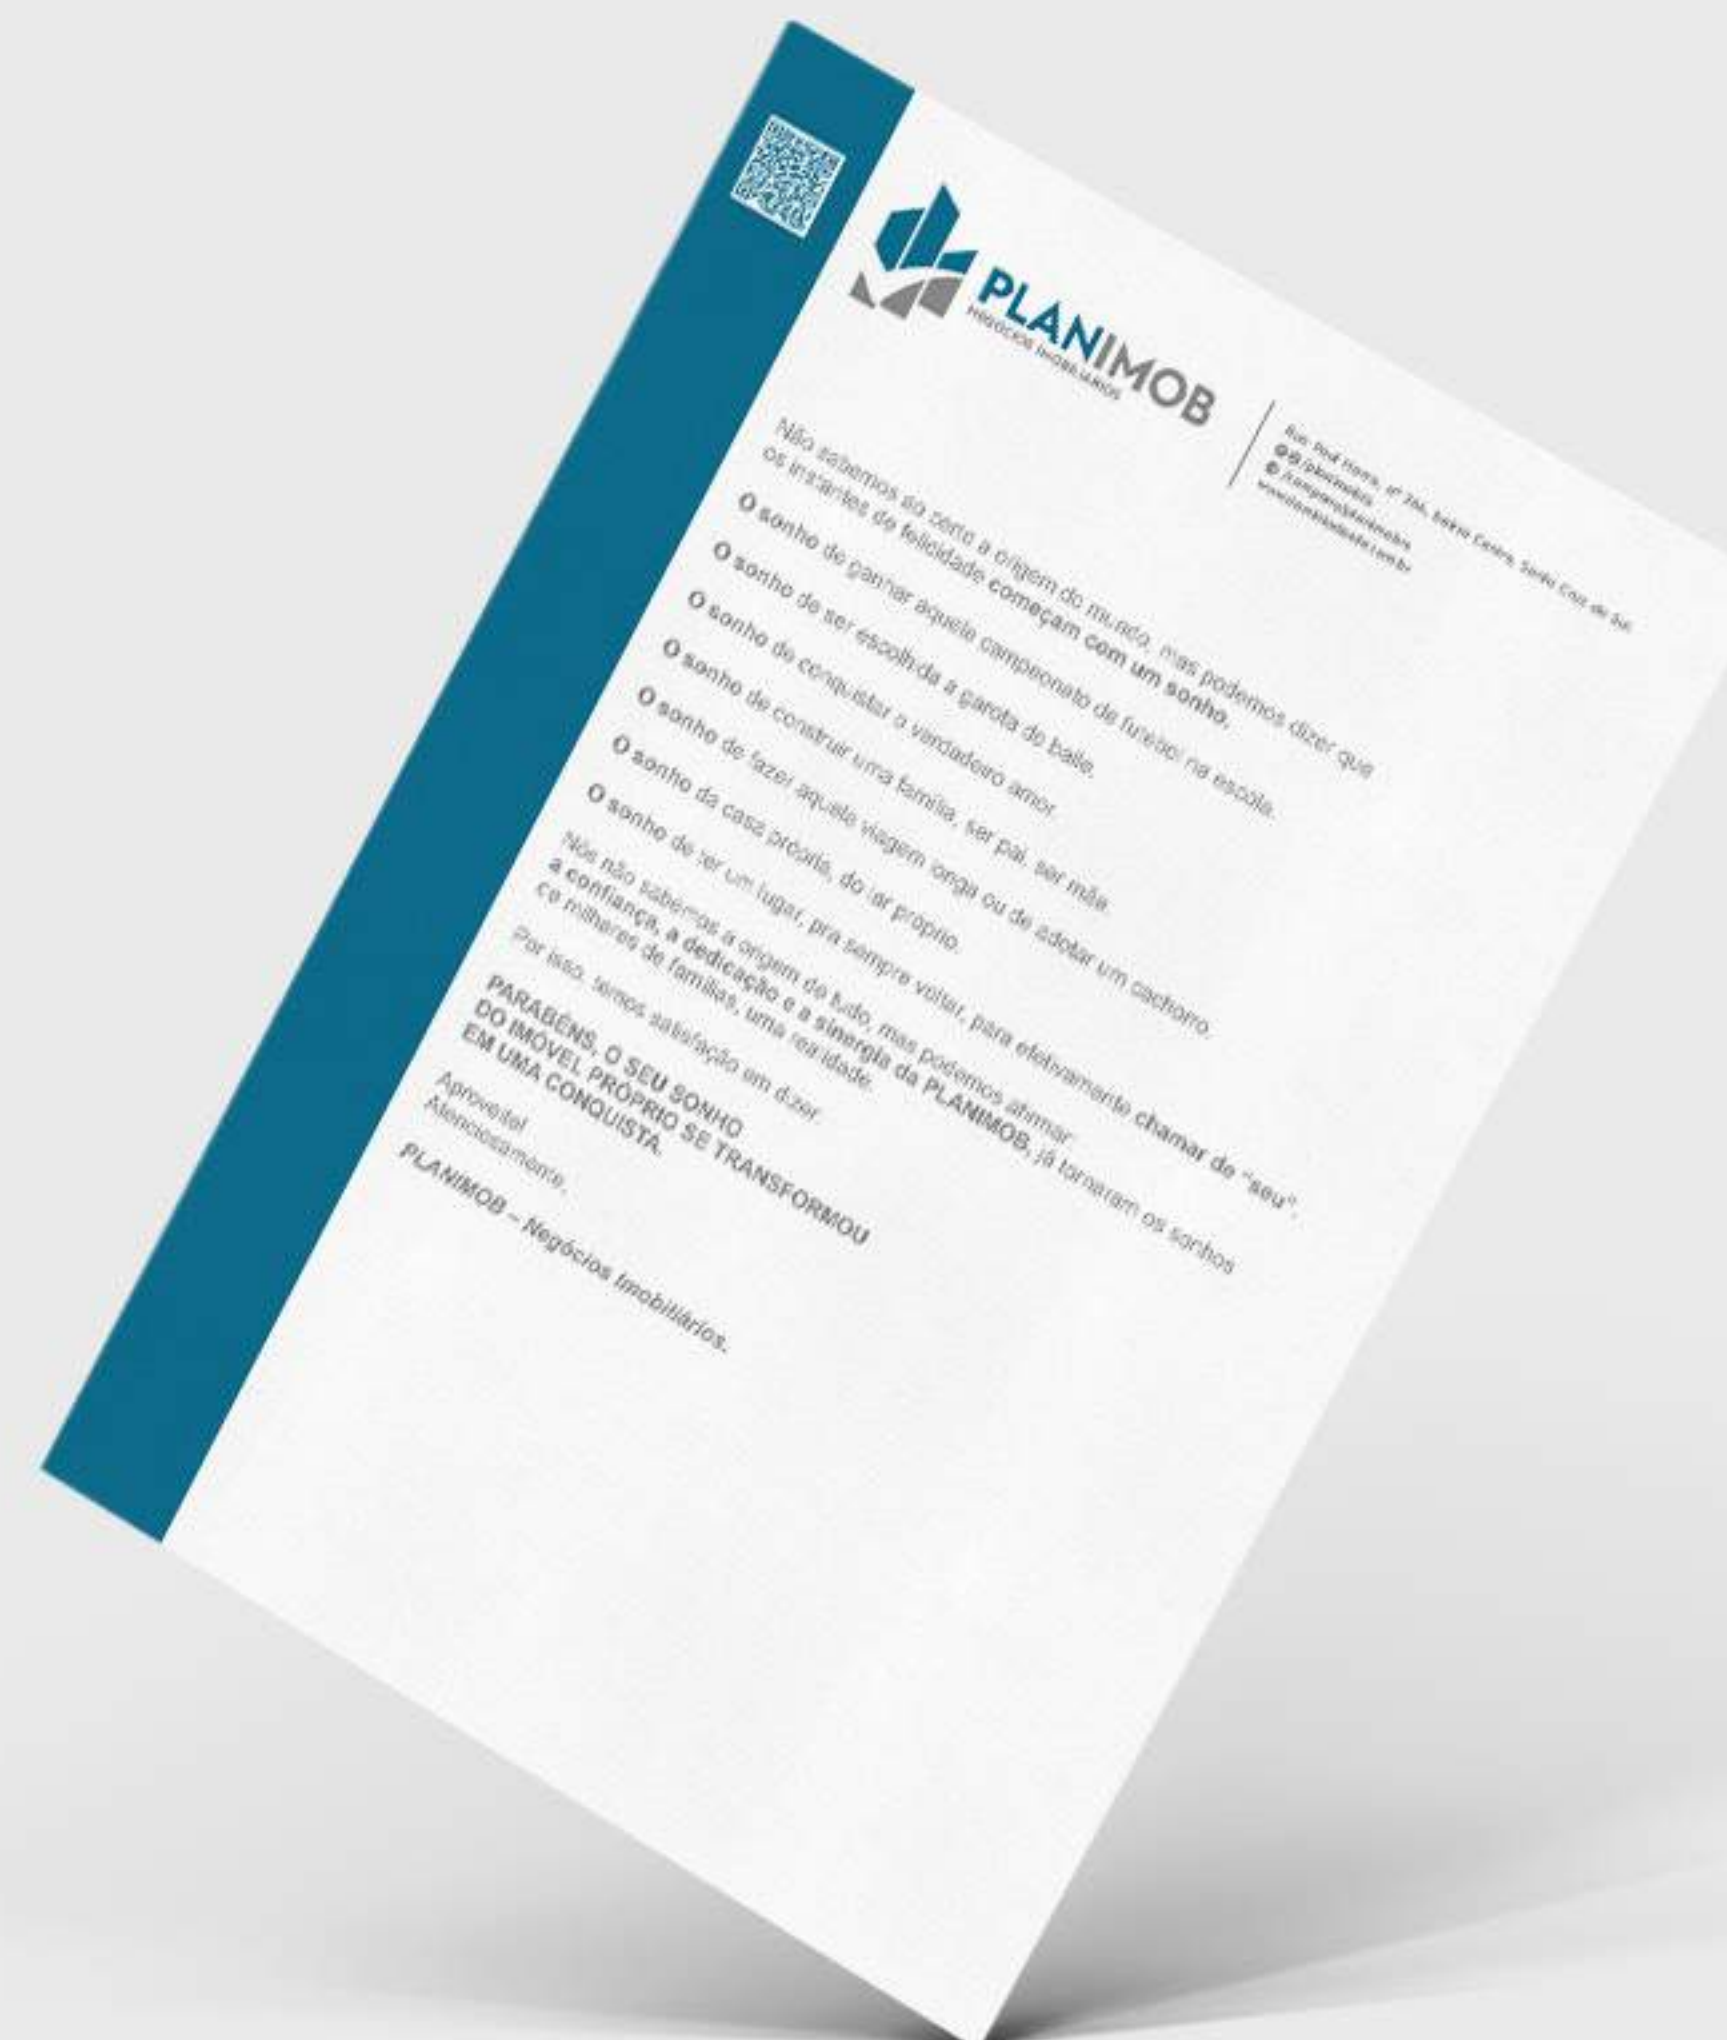 PLANIMOB
NEGÓCIOS IMOBILIÁRIOS
Centro, Santa Cruz do Sul
Não sabemos ao certo a origem do mundo, mas podemos dizer que
os instantes de felicidade começam com um sonho.
O sonho de ganhar aquele campeonato de futebol na escola.
O sonho de ser escolhida a garota do baile.
O sonho de conquistar o verdadeiro amor.
O sonho de construir uma família, ser pai, ser mãe.
O sonho de fazer aquela viagem longa ou de adotar um cachorro.
O sonho da casa própria, do lar próprio.
O sonho de ter um lugar, pra sempre voltar, para efetivamente chamar de "seu".
Nós não sabemos a origem de tudo, mas podemos afirmar
a confiança, a dedicação e a sinergia da PLANIMOB, já tornaram os sonhos
de milhares de famílias, uma realidade.
Por isso, temos satisfação em dizer:
PARABÉNS, O SEU SONHO
DO IMÓVEL PRÓPRIO SE TRANSFORMOU
EM UMA CONQUISTA.
Aproveite!
Atenciosamente,
PLANIMOB – Negócios Imobiliários.